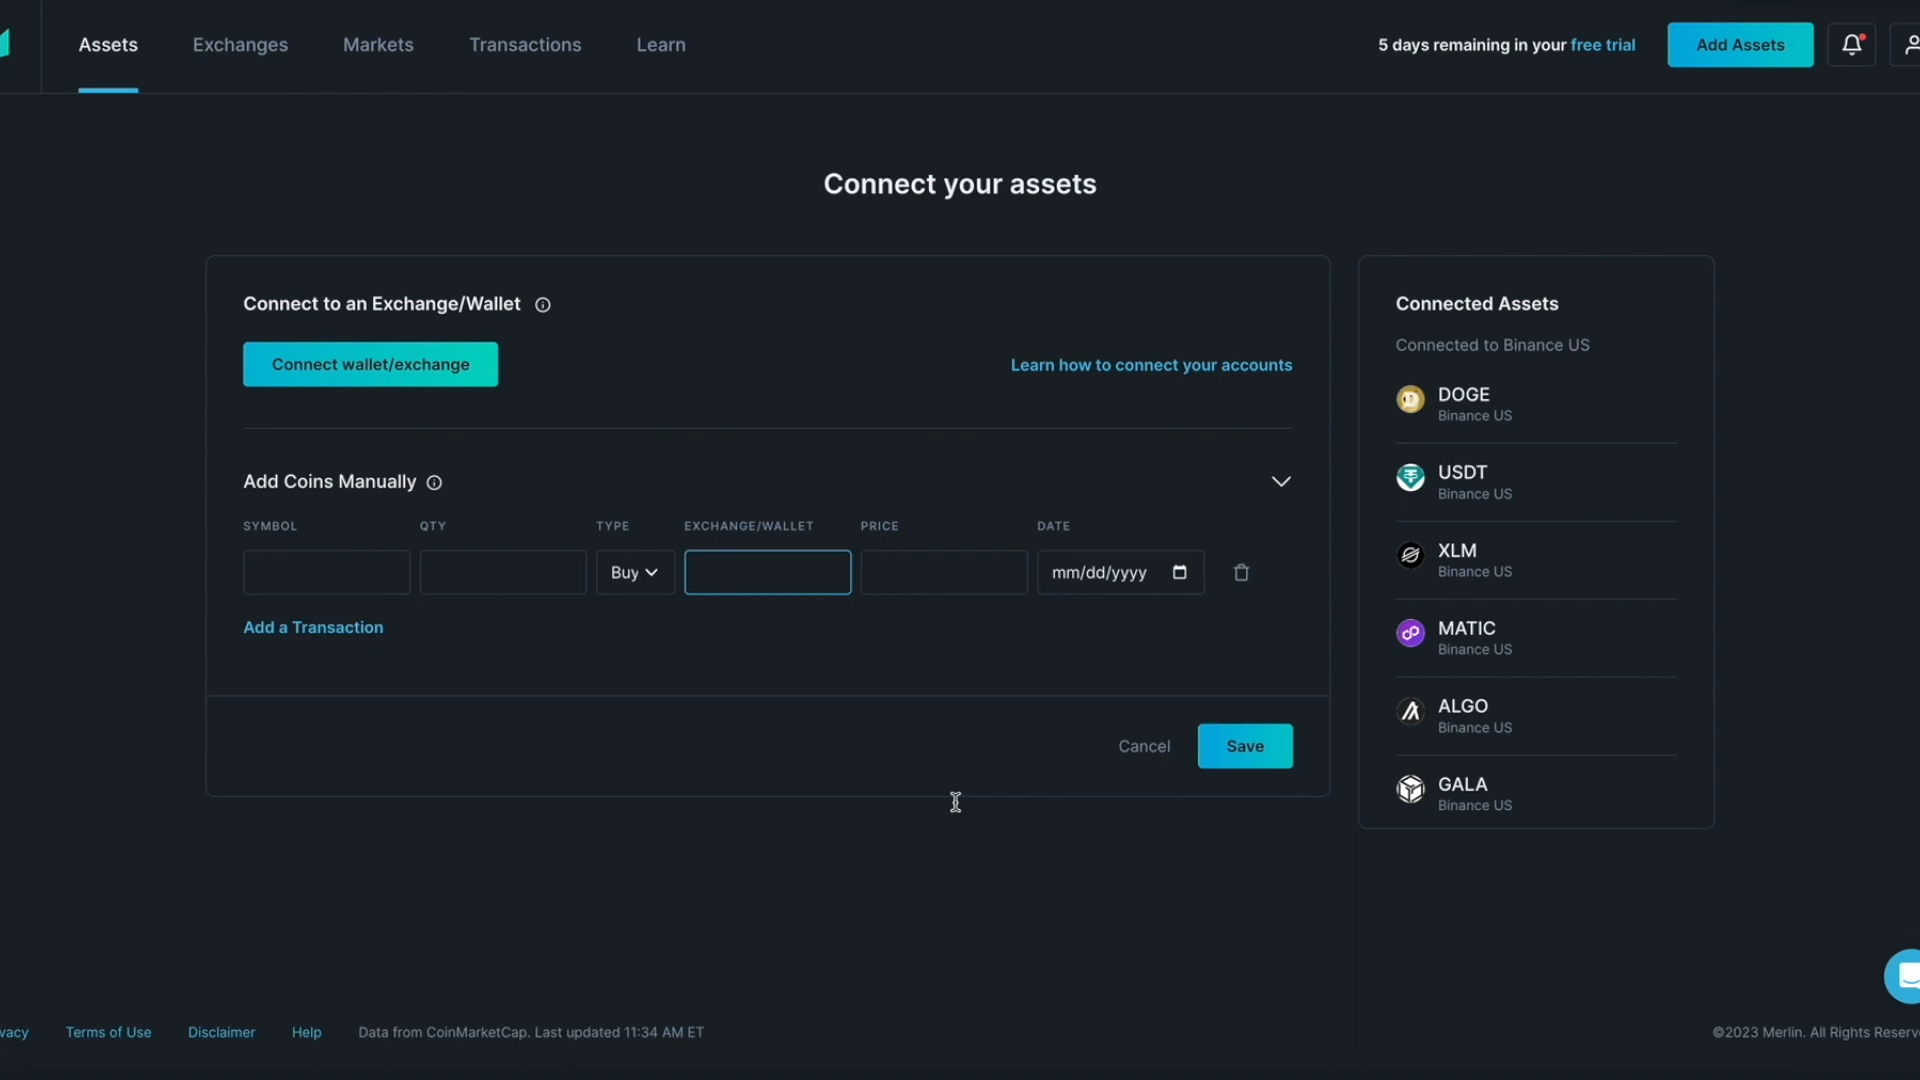 Assets Exchanges Markets Transactions Learn
5 days remaining in your free trial
Add Assets
Connect your assets
Connect to an Exchange/Wallet
Connect wallet/exchange
Learn how to connect your accounts
Add Coins Manually
SYMBOL QTY TYPE EXCHANGE/WALLET PRICE DATE
Buy mm/dd/yyyy
Add a Transaction
Cancel Save
Connected Assets
Connected to Binance US
DOGE
Binance US
USDT
Binance US
XLM
Binance US
MATIC
Binance US
ALGO
Binance US
GALA
Binance US
vacy Terms of Use Disclaimer Help Data from CoinMarketCap. Last updated 11:34 AM ET
©2023 Merlin. All Rights Reserv